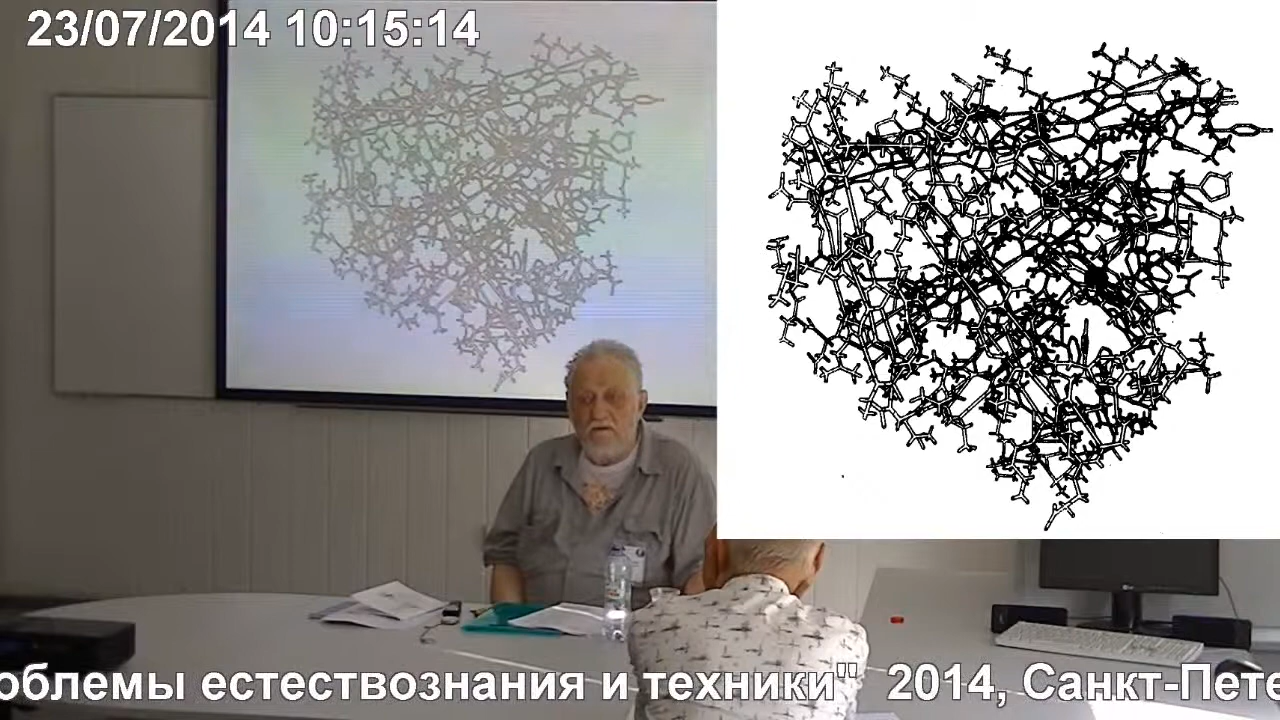 23/07/2014 10:15:14
облемы естествознания и техники" 2014, Санкт-Пете